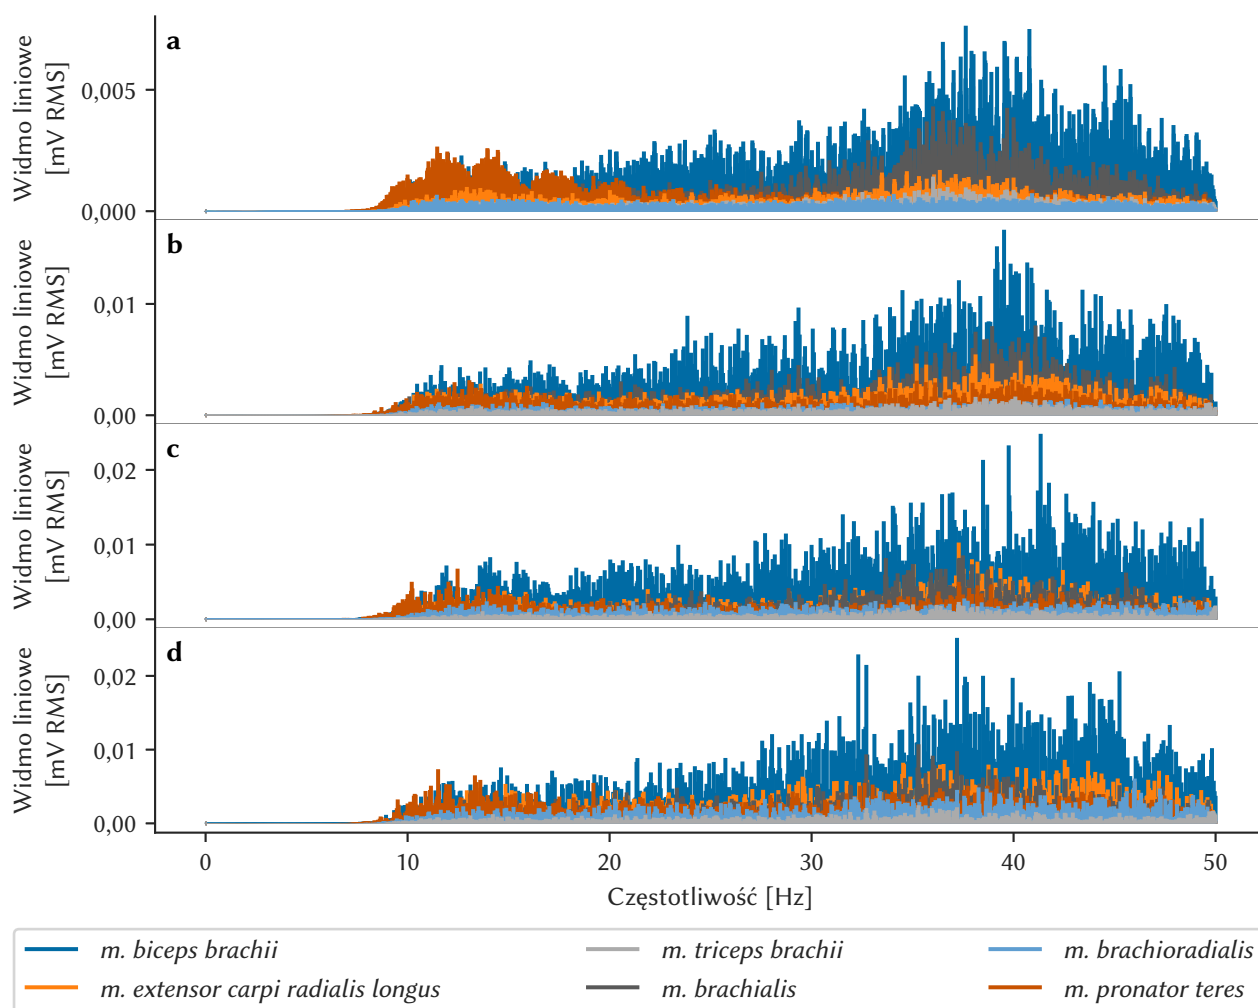 a
Widmo liniowe
[mV RMS]
0,005
0,000
b
Widmo liniowe
[mV RMS]
0,01
0,00
c
Widmo liniowe
[mV RMS]
0,02
0,01
0,00
d
Widmo liniowe
[mV RMS]
0,02
0,01
0,00
0 10 20 30 40 50
Częstotliwość [Hz]
m. biceps brachii m. triceps brachii m. brachioradialis
m. extensor carpi radialis longus m. brachialis m. pronator teres